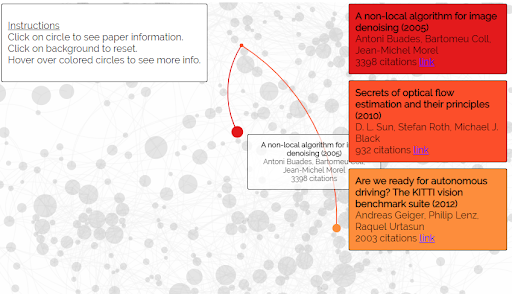 Instructions
Click on circle to see paper information.
Click on background to reset.
Hover over colored circles to see more info.
A non-local algorithm for image
denoising (2005)
Antoni Buades, Bartomeu Coll,
Jean-Michel Morel
3398 citations link
Secrets of optical flow
estimation and their principles
(2010)
D. L. Sun, Stefan Roth, Michael J.
Black
932 citations link
Are we ready for autonomous
driving? The KITTI vision
benchmark suite (2012)
Andreas Geiger, Philip Lenz,
Raquel Urtasun
2003 citations link
A non-local algorithm for
denoising (2005)
Antoni Buades, Bartomeu Coll,
Jean-Michel Morel
3398 citations